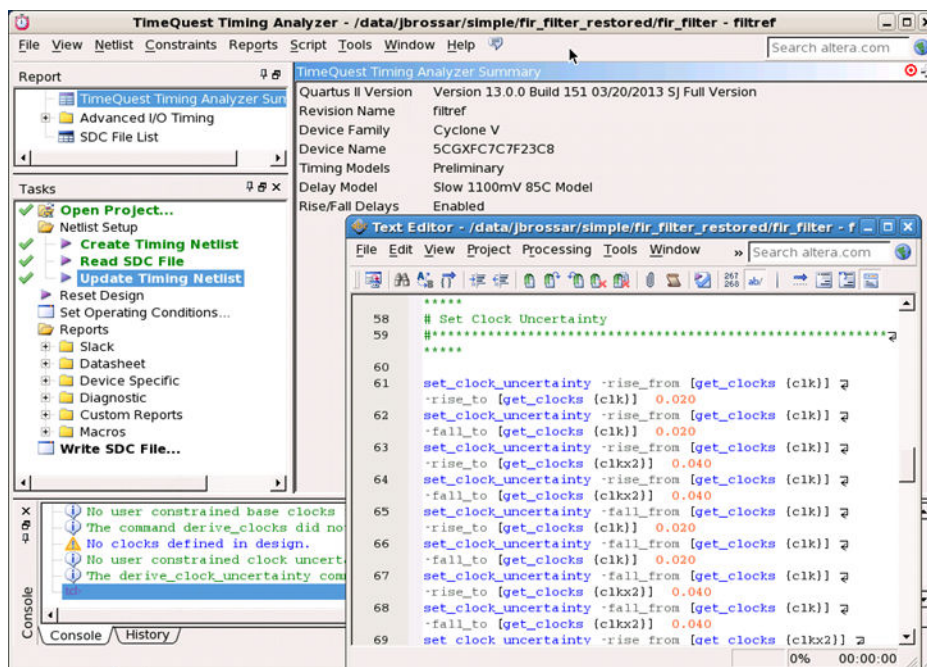 TimeQuest Timing Analyzer - /data/jbrossar/simple/fir_filter_restored/fir_filter - filtref
File View Netlist Constraints Reports Script Tools Window Help
Search altera.com
Report
TimeQuest Timing Analyzer Sum
Advanced I/O Timing
SDC File List
TimeQuest Timing Analyzer Summary
Quartus II Version Version 13.0.0 Build 151 03/20/2013 SJ Full Version
Revision Name filtref
Device Family Cyclone V
Device Name 5CGXFC7C7F23C8
Timing Models Preliminary
Delay Model Slow 1100mV 85C Model
Rise/Fall Delays Enabled
Tasks
Open Project...
Netlist Setup
Create Timing Netlist
Read SDC File
Update Timing Netlist
Reset Design
Set Operating Conditions...
Reports
Slack
Datasheet
Device Specific
Diagnostic
Custom Reports
Macros
Write SDC File...
Text Editor - /data/jbrossar/simple/fir_filter_restored/fir_filter - f
File Edit View Project Processing Tools Window » Search altera.com
267
268 ab/
*****
58 # Set Clock Uncertainty
59 #************************************************************
*****
60
61 set_clock_uncertainty -rise_from [get_clocks {clk}]
-rise_to [get_clocks {clk}] 0.020
62 set_clock_uncertainty -rise_from [get_clocks {clk}]
-fall_to [get_clocks {clk}] 0.020
63 set_clock_uncertainty -rise_from [get_clocks {clk}]
-rise_to [get_clocks {clkx2}] 0.040
64 set_clock_uncertainty -rise_from [get_clocks {clk}]
-fall_to [get_clocks {clkx2}] 0.040
65 set_clock_uncertainty -fall_from [get_clocks {clk}]
-rise_to [get_clocks {clk}] 0.020
66 set_clock_uncertainty -fall_from [get_clocks {clk}]
-fall_to [get_clocks {clk}] 0.020
67 set_clock_uncertainty -fall_from [get_clocks {clk}]
-rise_to [get_clocks {clkx2}] 0.040
68 set_clock_uncertainty -fall_from [get_clocks {clk}]
-fall_to [get_clocks {clkx2}] 0.040
69 set_clock_uncertainty -rise_from [get_clocks {clkx2}]
0% 00:00:00
No user constrained base clocks
The command derive_clocks did no
No clocks defined in design.
No user constrained clock uncert
The derive_clock_uncertainty com
tcl>
Console
Console History